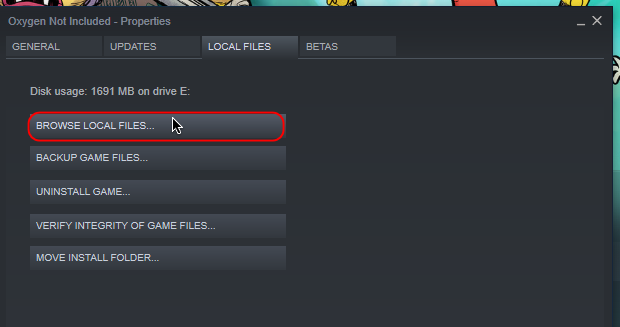 Oxygen Not Included - Properties
GENERAL UPDATES LOCAL FILES BETAS
Disk usage: 1691 MB on drive E:
BROWSE LOCAL FILES...
BACKUP GAME FILES...
UNINSTALL GAME...
VERIFY INTEGRITY OF GAME FILES...
MOVE INSTALL FOLDER...